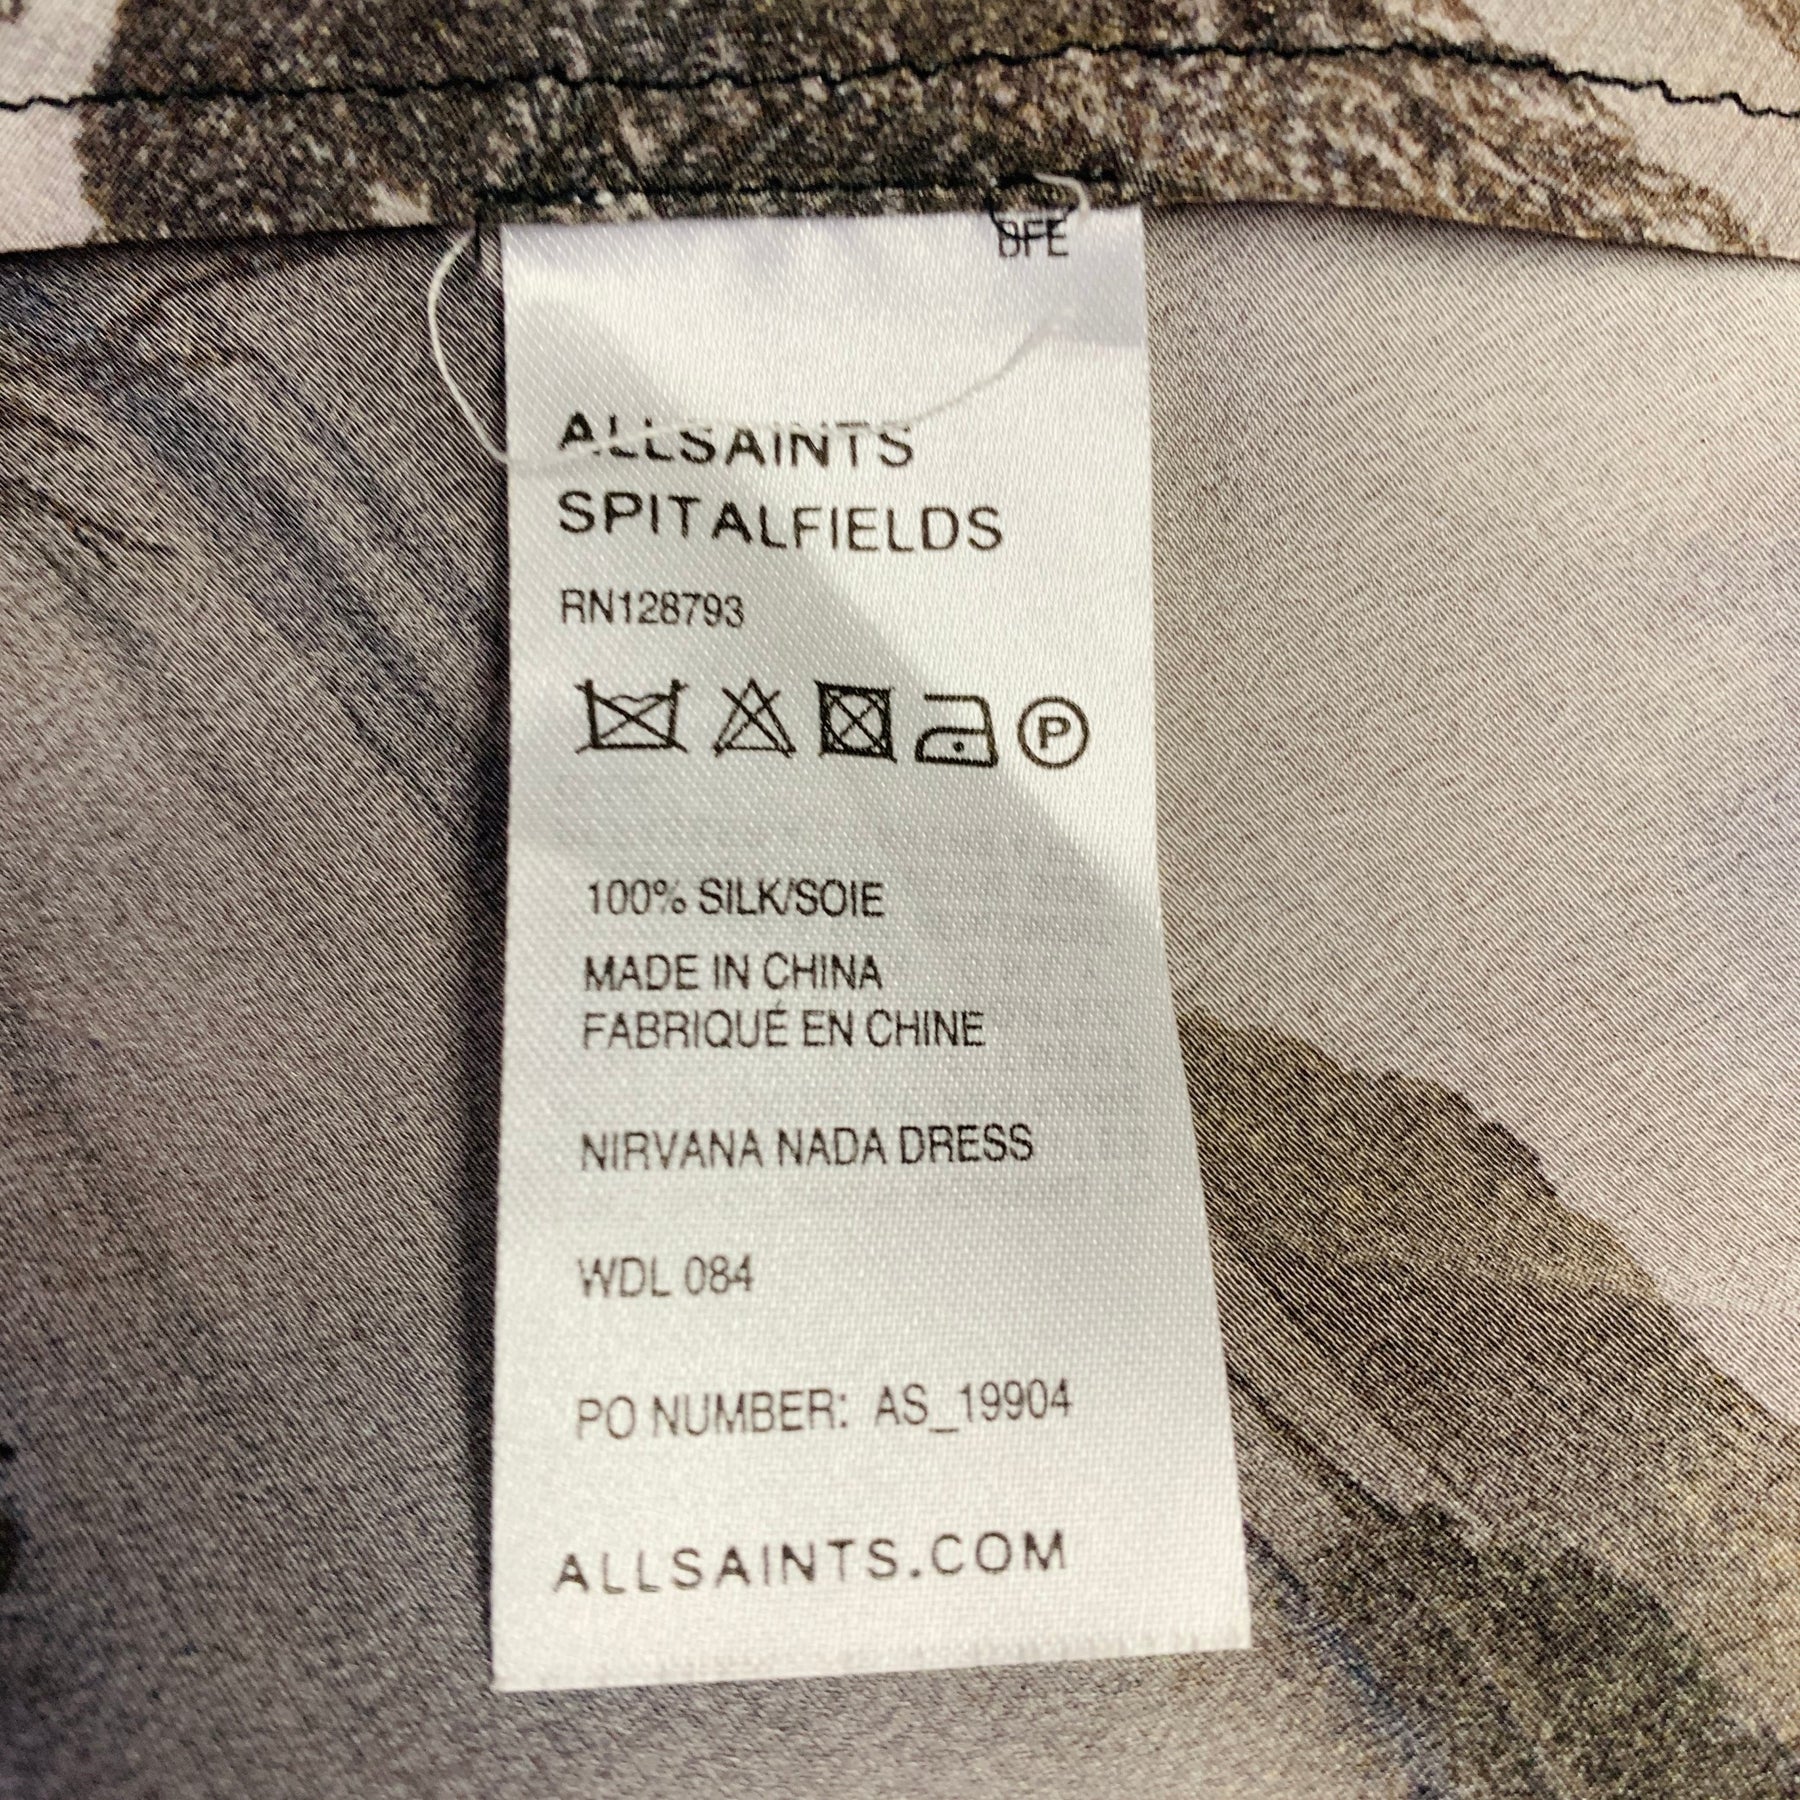 ALLSAINTS
SPITALFIELDS
RN128793
P
100% SILK/SOIE
MADE IN CHINA
FABRIQUÉ EN CHINE
NIRVANA NADA DRESS
WDL 084
PO NUMBER: AS_19904
ALLSAINTS.COM